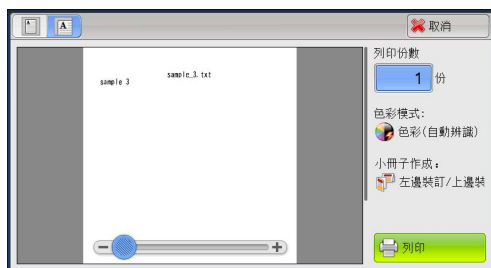 A
A
取消
sample 3
sample_3.txt
列印份數
1 份
色彩模式:
色彩(自動辨識)
小冊子作成:
左邊裝訂/上邊裝
列印